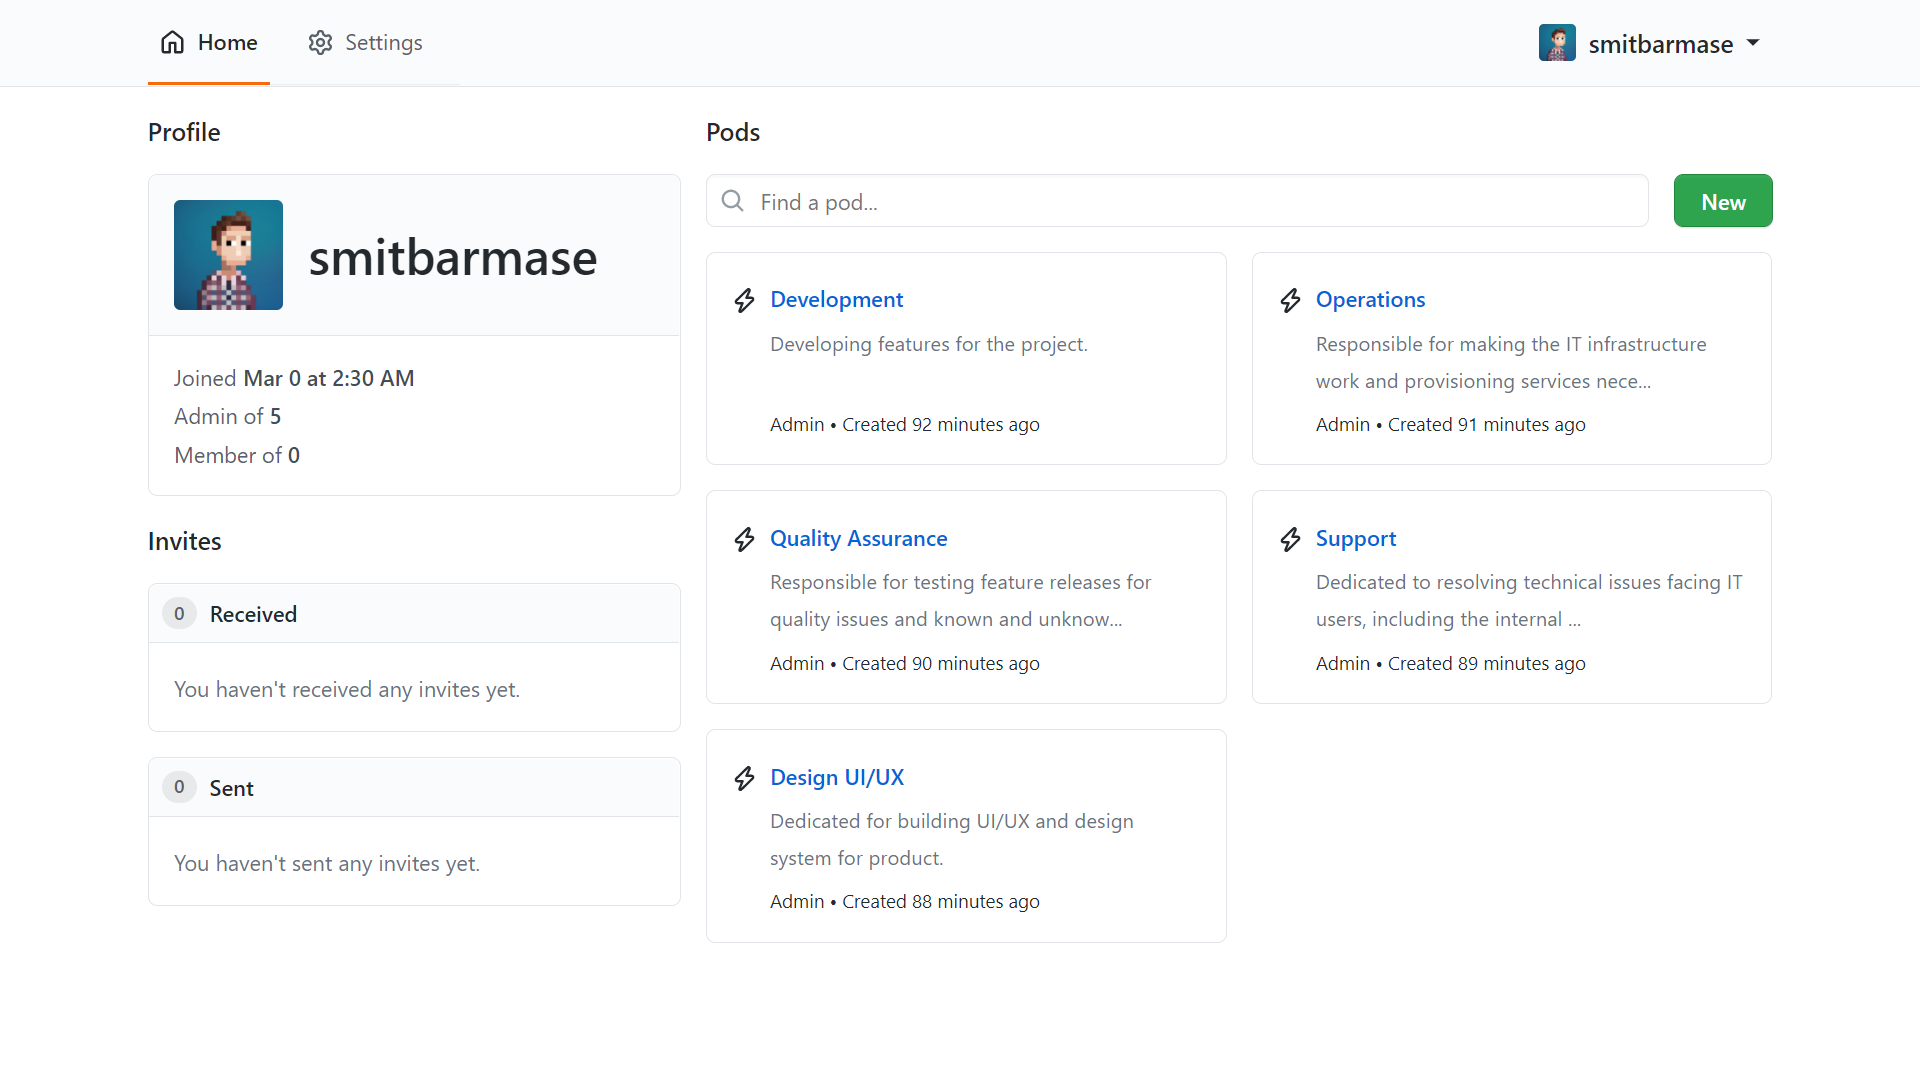 Home
Settings
smitbarmase
Profile
smitbarmase
Joined Mar 0 at 2:30 AM
Admin of 5
Member of 0
Invites
0 Received
You haven't received any invites yet.
0 Sent
You haven't sent any invites yet.
Pods
Find a pod...
New
Development
Developing features for the project.
Admin • Created 92 minutes ago
Operations
Responsible for making the IT infrastructure
work and provisioning services nece...
Admin • Created 91 minutes ago
Quality Assurance
Responsible for testing feature releases for
quality issues and known and unknow...
Admin • Created 90 minutes ago
Support
Dedicated to resolving technical issues facing IT
users, including the internal ...
Admin • Created 89 minutes ago
Design UI/UX
Dedicated for building UI/UX and design
system for product.
Admin • Created 88 minutes ago